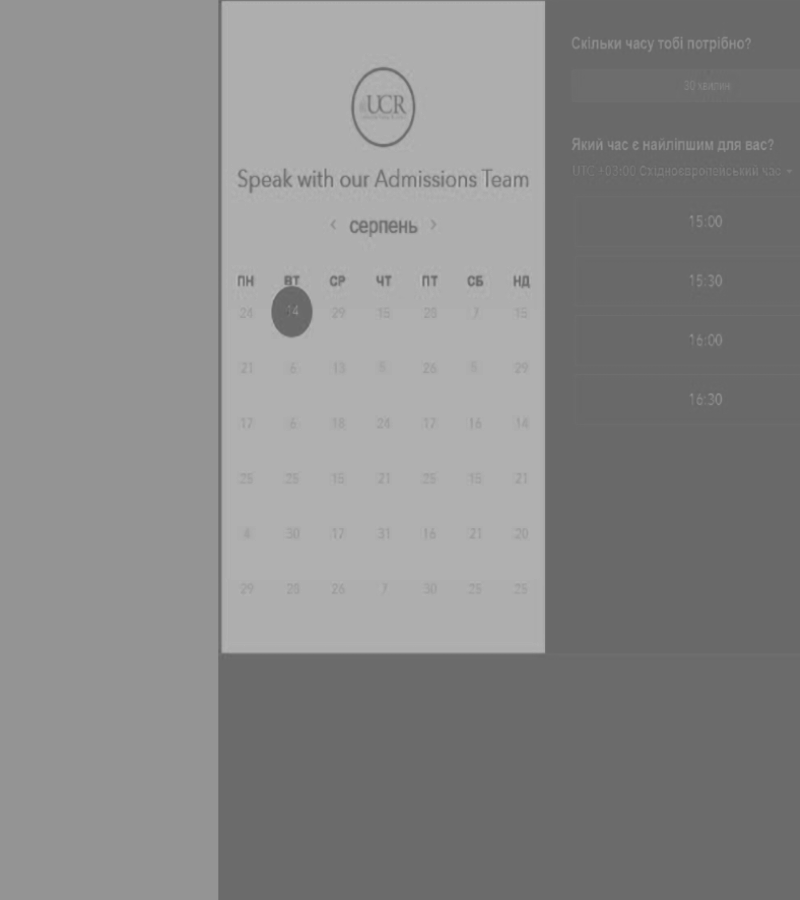 UCR
Speak with our Admissions Team
‹ серпень ›
ПН ВТ СР ЧТ ПТ СБ НД
24 14 29 15 28 7 15
21 6 13 8 26 6 29
17 6 18 24 17 16 14
25 25 15 21 25 15 21
4 30 17 31 16 21 20
29 28 26 7 30 25 25
Скільки часу тобі потрібно?
30 хвилин
Який час є найліпшим для вас?
UTC +03:00 Східноєвропейський час
15:00
15:30
16:00
16:30